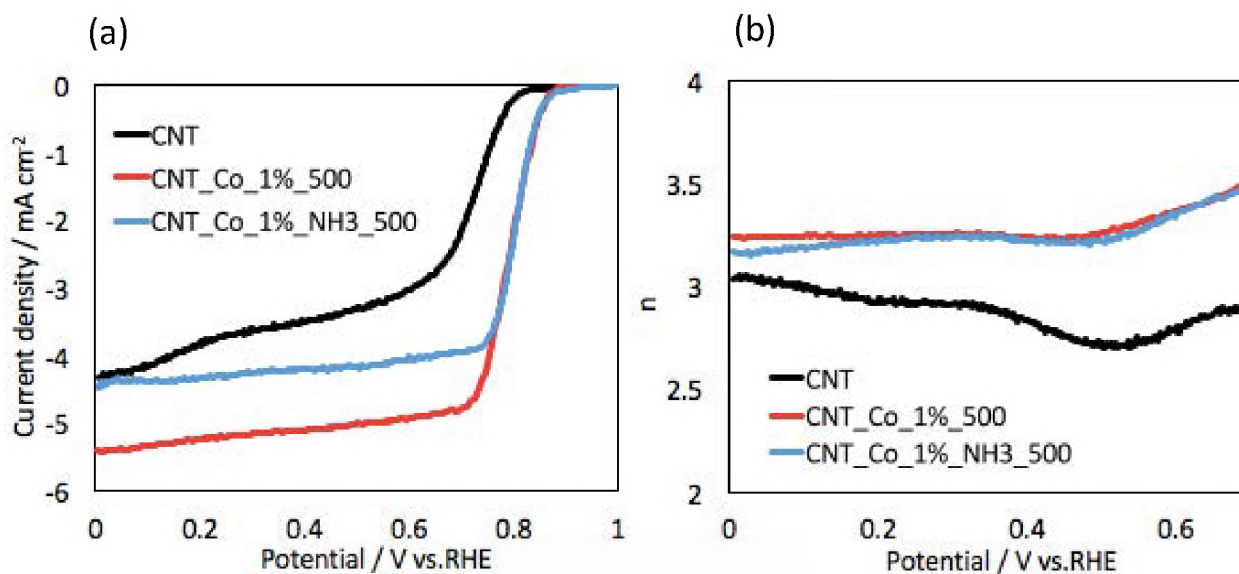 (a)
0
-1
-2
-3
-4
-5
-6
Current density / mA cm-2
CNT
CNT_Co_1%_500
CNT_Co_1%_NH3_500
0
0.2
0.4
0.6
0.8
1
Potential / V vs.RHE
(b)
4
3.5
3
2.5
2
n
CNT
CNT_Co_1%_500
CNT_Co_1%_NH3_500
0
0.2
0.4
0.6
Potential / V vs.RHE